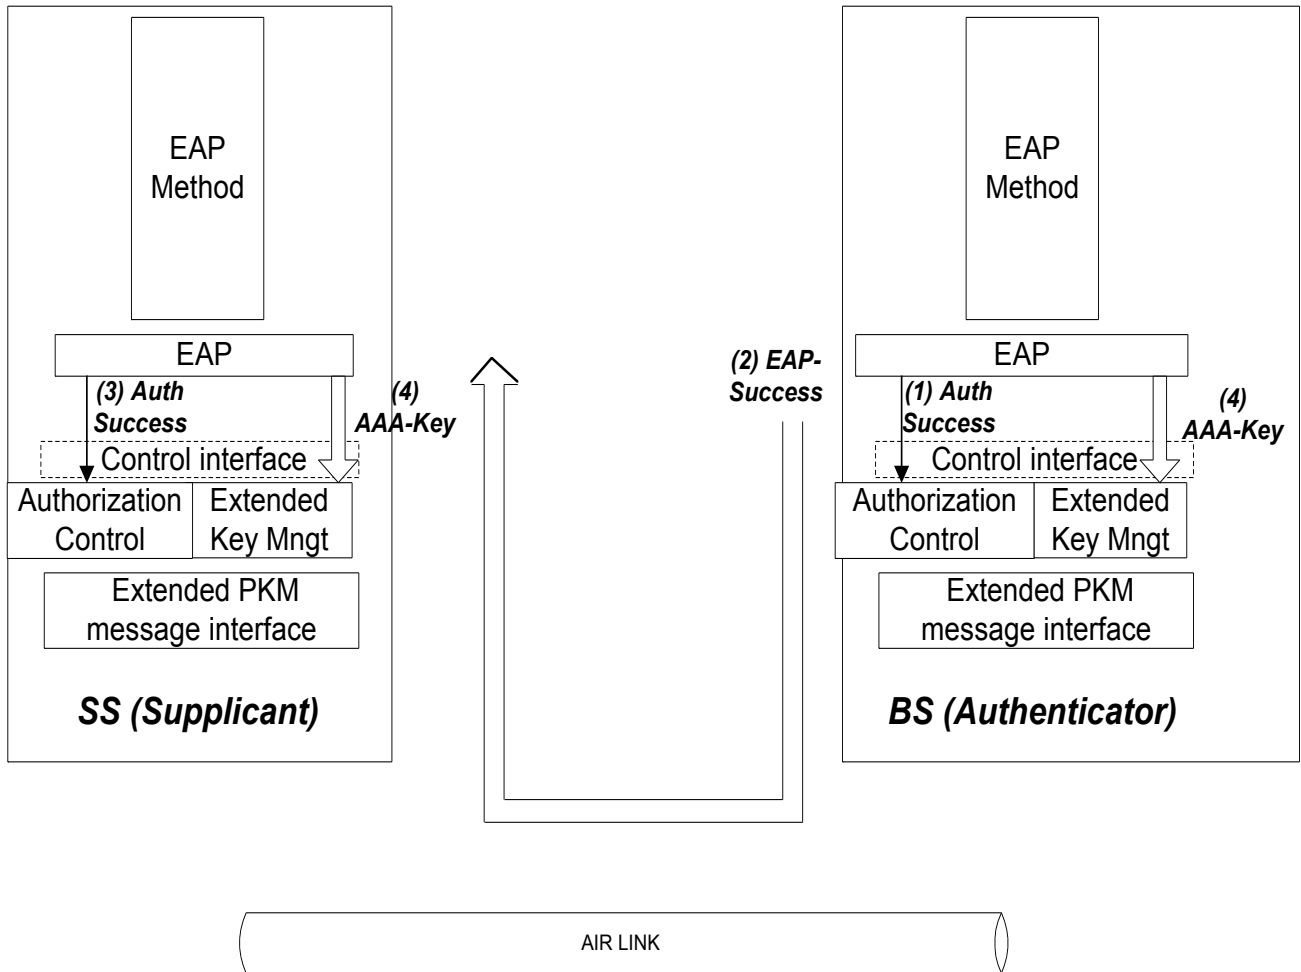 EAP
Method
EAP
(3) Auth
Success
(4)
AAA-Key
Control interface
Authorization
Control
Extended
Key Mngt
Extended PKM
message interface
SS (Supplicant)
(2) EAP-
Success
EAP
Method
EAP
(1) Auth
Success
(4)
AAA-Key
Control interface
Authorization
Control
Extended
Key Mngt
Extended PKM
message interface
BS (Authenticator)
AIR LINK